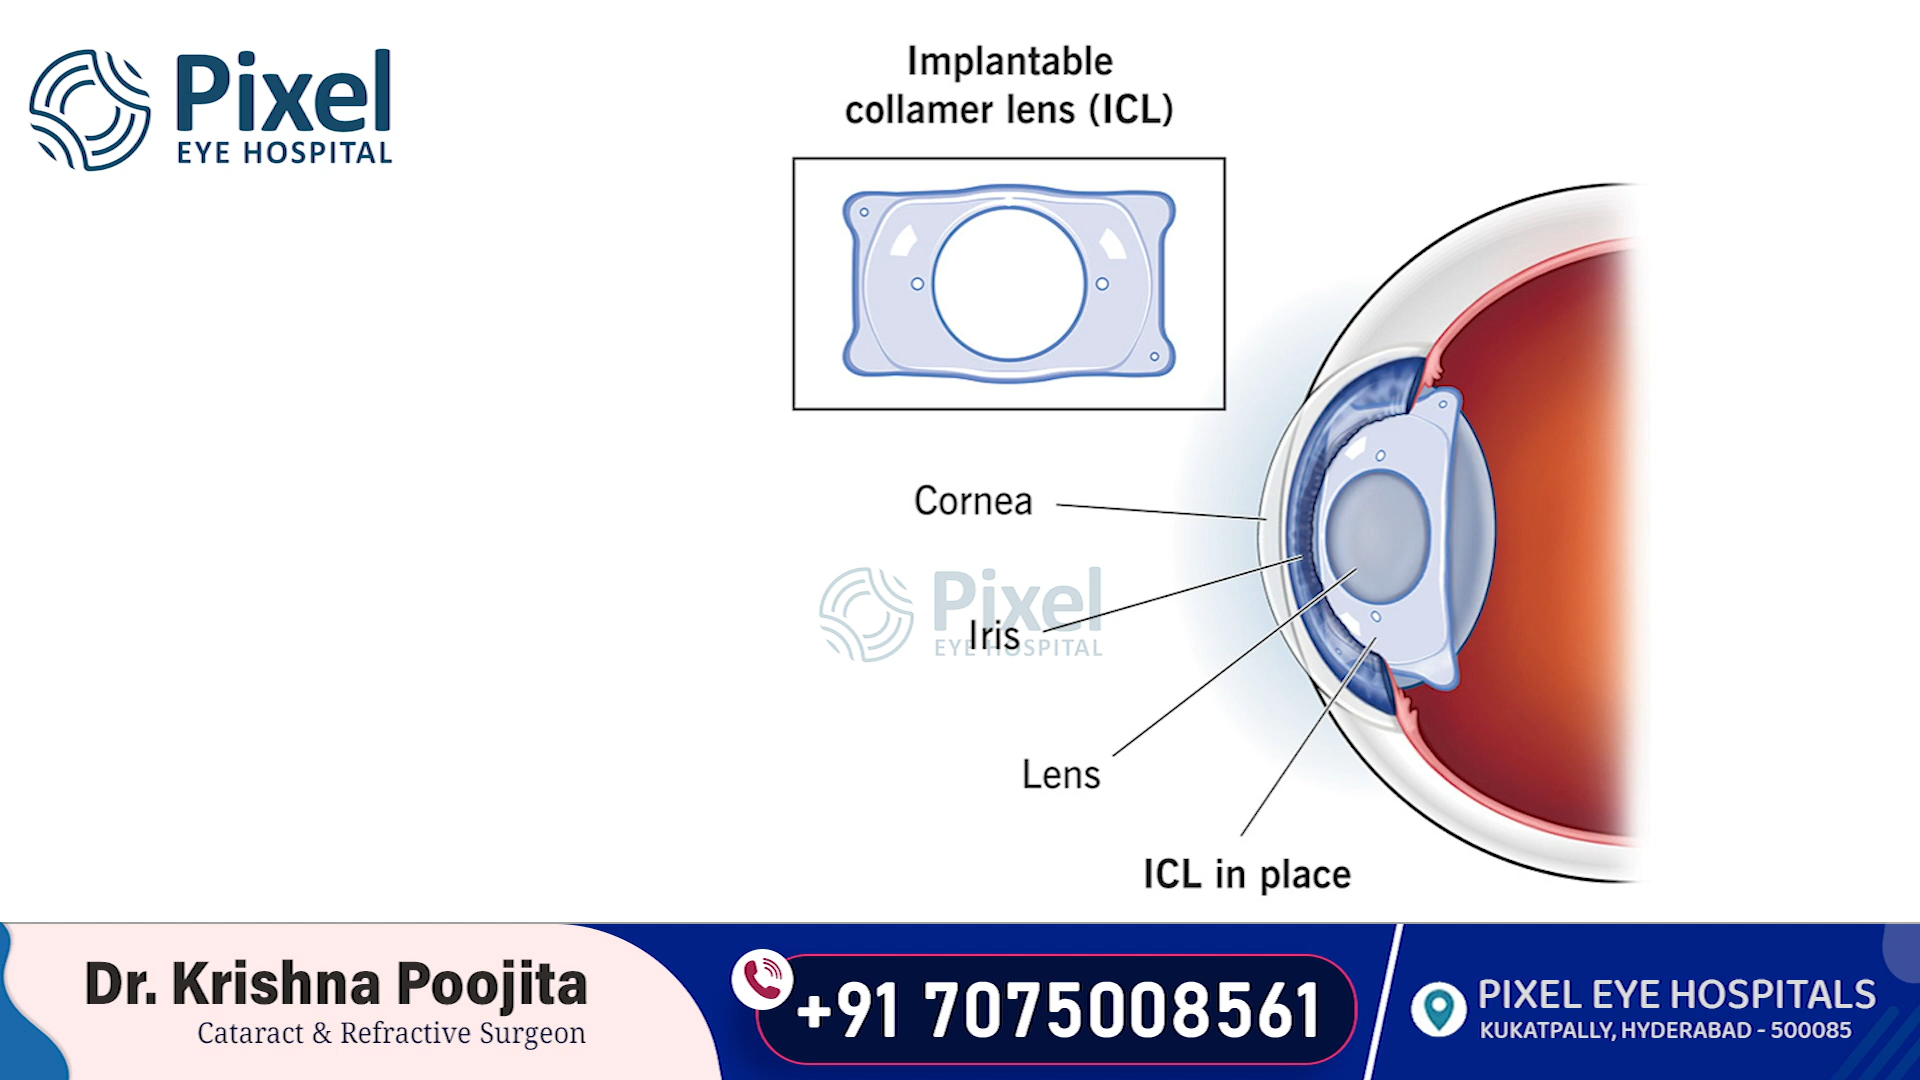 Pixel
EYE HOSPITAL
Implantable
collamer lens (ICL)
Cornea
Pixel
EYE HOSPITAL
Iris
Lens
ICL in place
Dr. Krishna Poojita
Cataract & Refractive Surgeon
+91 7075008561
PIXEL EYE HOSPITALS
KUKATPALLY, HYDERABAD - 500085